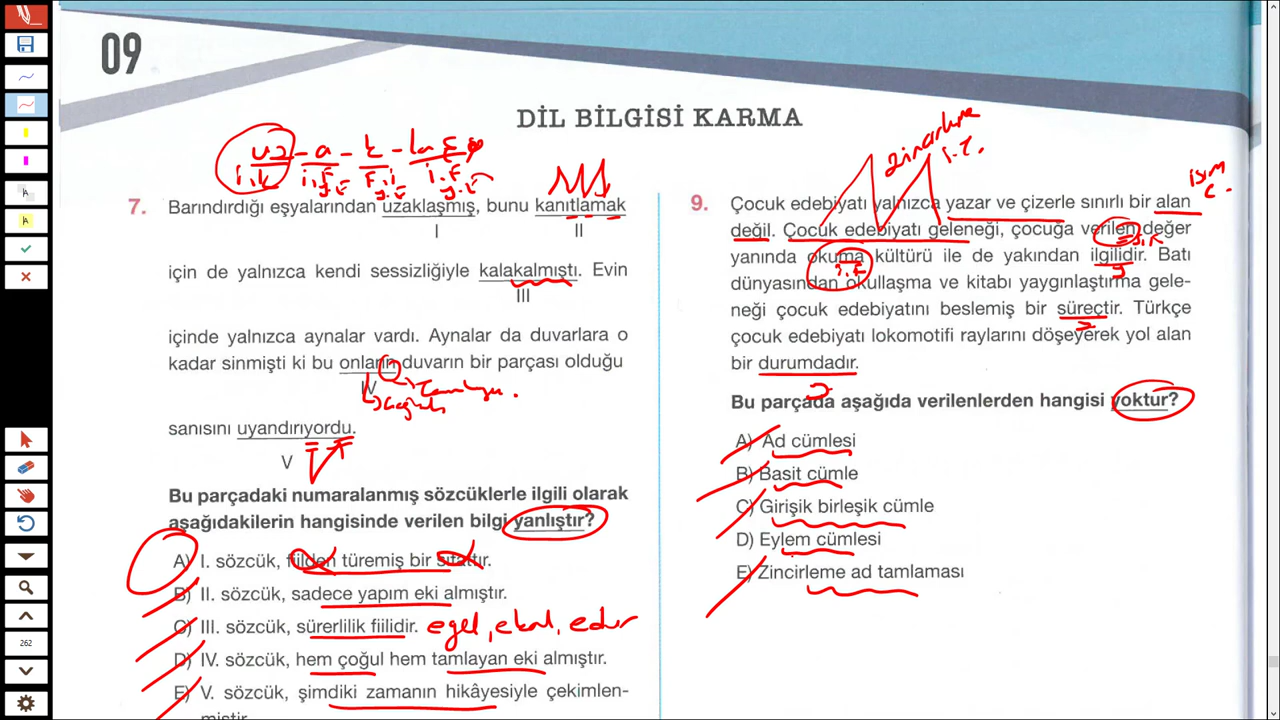 09
DİL BİLGİSİ KARMA
7. Barındırdığı eşyalarından uzaklaşmış, bunu kanıtlamak
I II
için de yalnızca kendi sessizliğiyle kalakalmıştı. Evin
III
içinde yalnızca aynalar vardı. Aynalar da duvarlara o
kadar sinmişti ki bu onların duvarın bir parçası olduğu
IV
sanısını uyandırıyordu.
V
Bu parçadaki numaralanmış sözcüklerle ilgili olarak
aşağıdakilerin hangisinde verilen bilgi yanlıştır?
A) I. sözcük, fiilden türemiş bir sıfattır.
B) II. sözcük, sadece yapım eki almıştır.
C) III. sözcük, sürerlilik fiilidir. egel, ekal, edur
D) IV. sözcük, hem çoğul hem tamlayan eki almıştır.
E) V. sözcük, şimdiki zamanın hikâyesiyle çekimlen-
miştir.
zincirleme
i.T.
isim
c.
9. Çocuk edebiyatı yalnızca yazar ve çizerle sınırlı bir alan
değil. Çocuk edebiyatı geleneği, çocuğa verilen değer
yanında okuma kültürü ile de yakından ilgilidir. Batı
dünyasından okullaşma ve kitabı yaygınlaştırma gele-
neği çocuk edebiyatını beslemiş bir süreçtir. Türkçe
çocuk edebiyatı lokomotifi raylarını döşeyerek yol alan
bir durumdadır.
Bu parçada aşağıda verilenlerden hangisi yoktur?
A) Ad cümlesi
B) Basit cümle
C) Girişik birleşik cümle
D) Eylem cümlesi
E) Zincirleme ad tamlaması
262